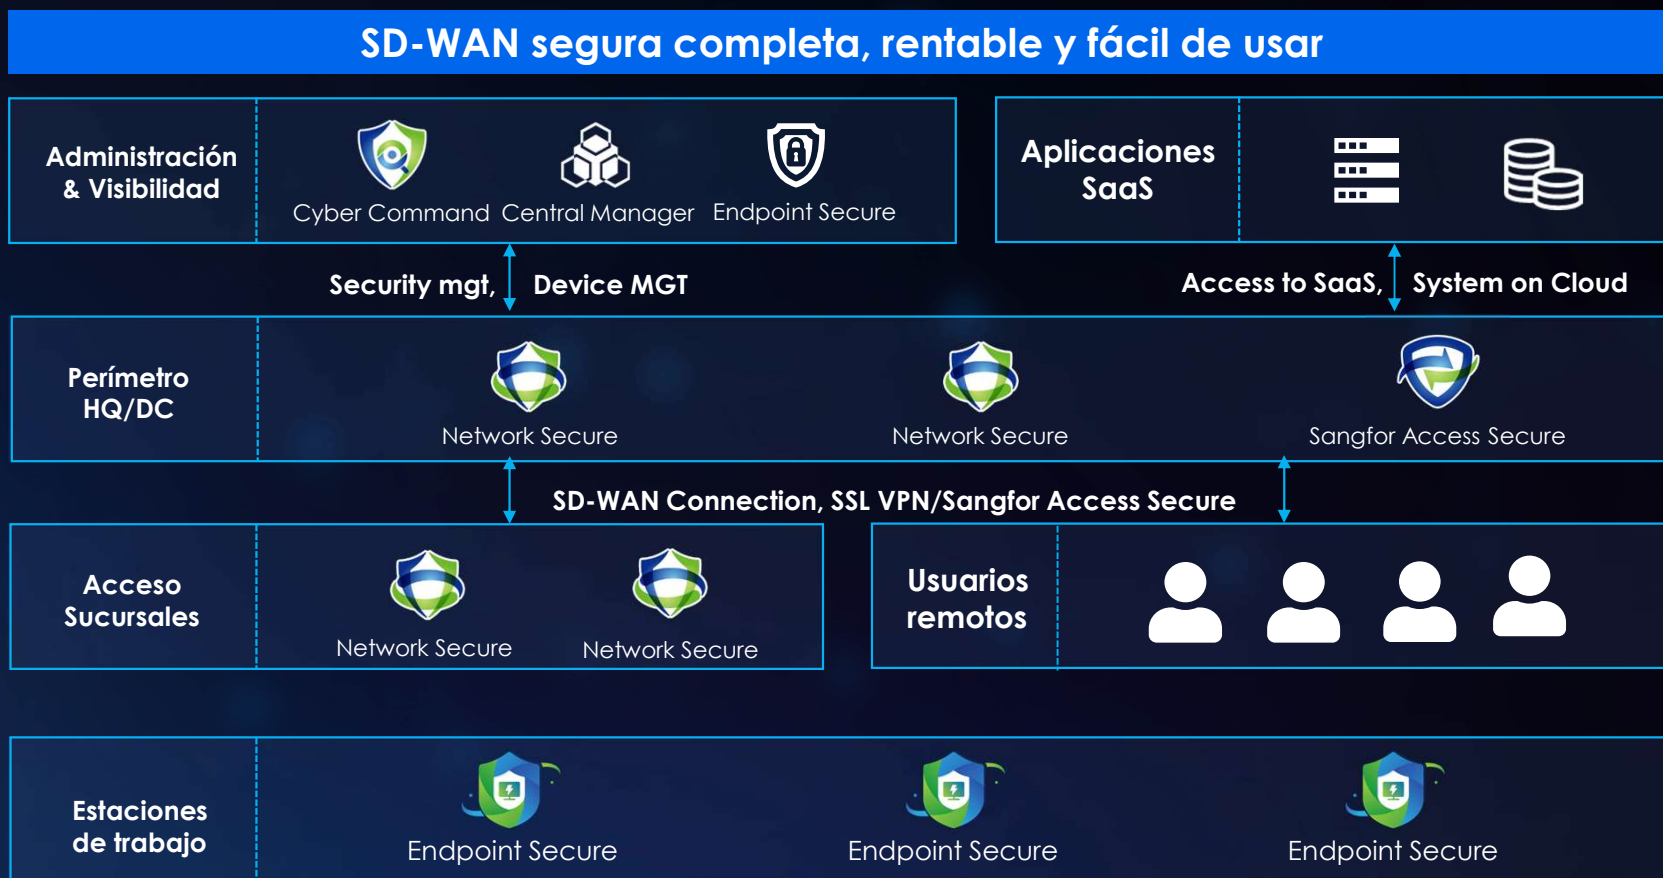 SD-WAN segura completa, rentable y fácil de usar
Administración
& Visibilidad
Cyber Command
Central Manager
Endpoint Secure
Aplicaciones
SaaS
Security mgt,
Device MGT
Access to SaaS,
System on Cloud
Perímetro
HQ/DC
Network Secure
Network Secure
Sangfor Access Secure
SD-WAN Connection, SSL VPN/Sangfor Access Secure
Acceso
Sucursales
Network Secure
Network Secure
Usuarios
remotos
Estaciones
de trabajo
Endpoint Secure
Endpoint Secure
Endpoint Secure